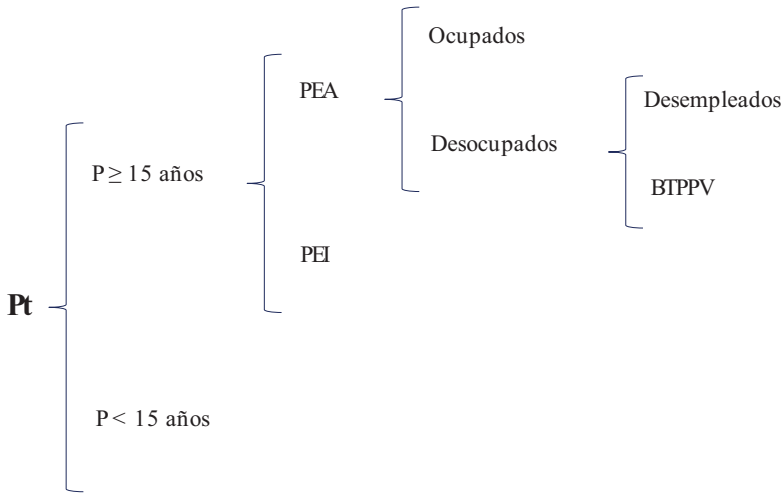 Ocupados
PEA
Desempleados
Desocupados
P ≥ 15 años
BTPPV
PEI
Pt
P < 15 años